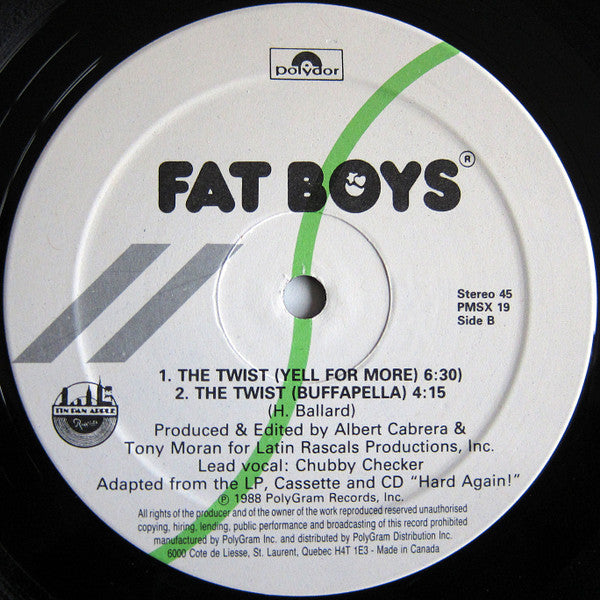 polydor
FAT BOYS®
Stereo 45
PMSX 19
Side B
1. THE TWIST (YELL FOR MORE) 6:30)
2. THE TWIST (BUFFAPELLA) 4:15
(H. Ballard)
TIN PAN APPLE
Records
Produced & Edited by Albert Cabrera &
Tony Moran for Latin Rascals Productions, Inc.
Lead vocal: Chubby Checker
Adapted from the LP, Cassette and CD "Hard Again!"
℗ 1988 PolyGram Records, Inc.
All rights of the producer and of the owner of the work reproduced reserved unauthorised
copying, hiring, lending, public performance and broadcasting of this record prohibited
manufactured by PolyGram Inc. and distributed by PolyGram Distribution Inc.
6000 Cote de Liesse, St. Laurent, Quebec H4T 1E3 - Made in Canada